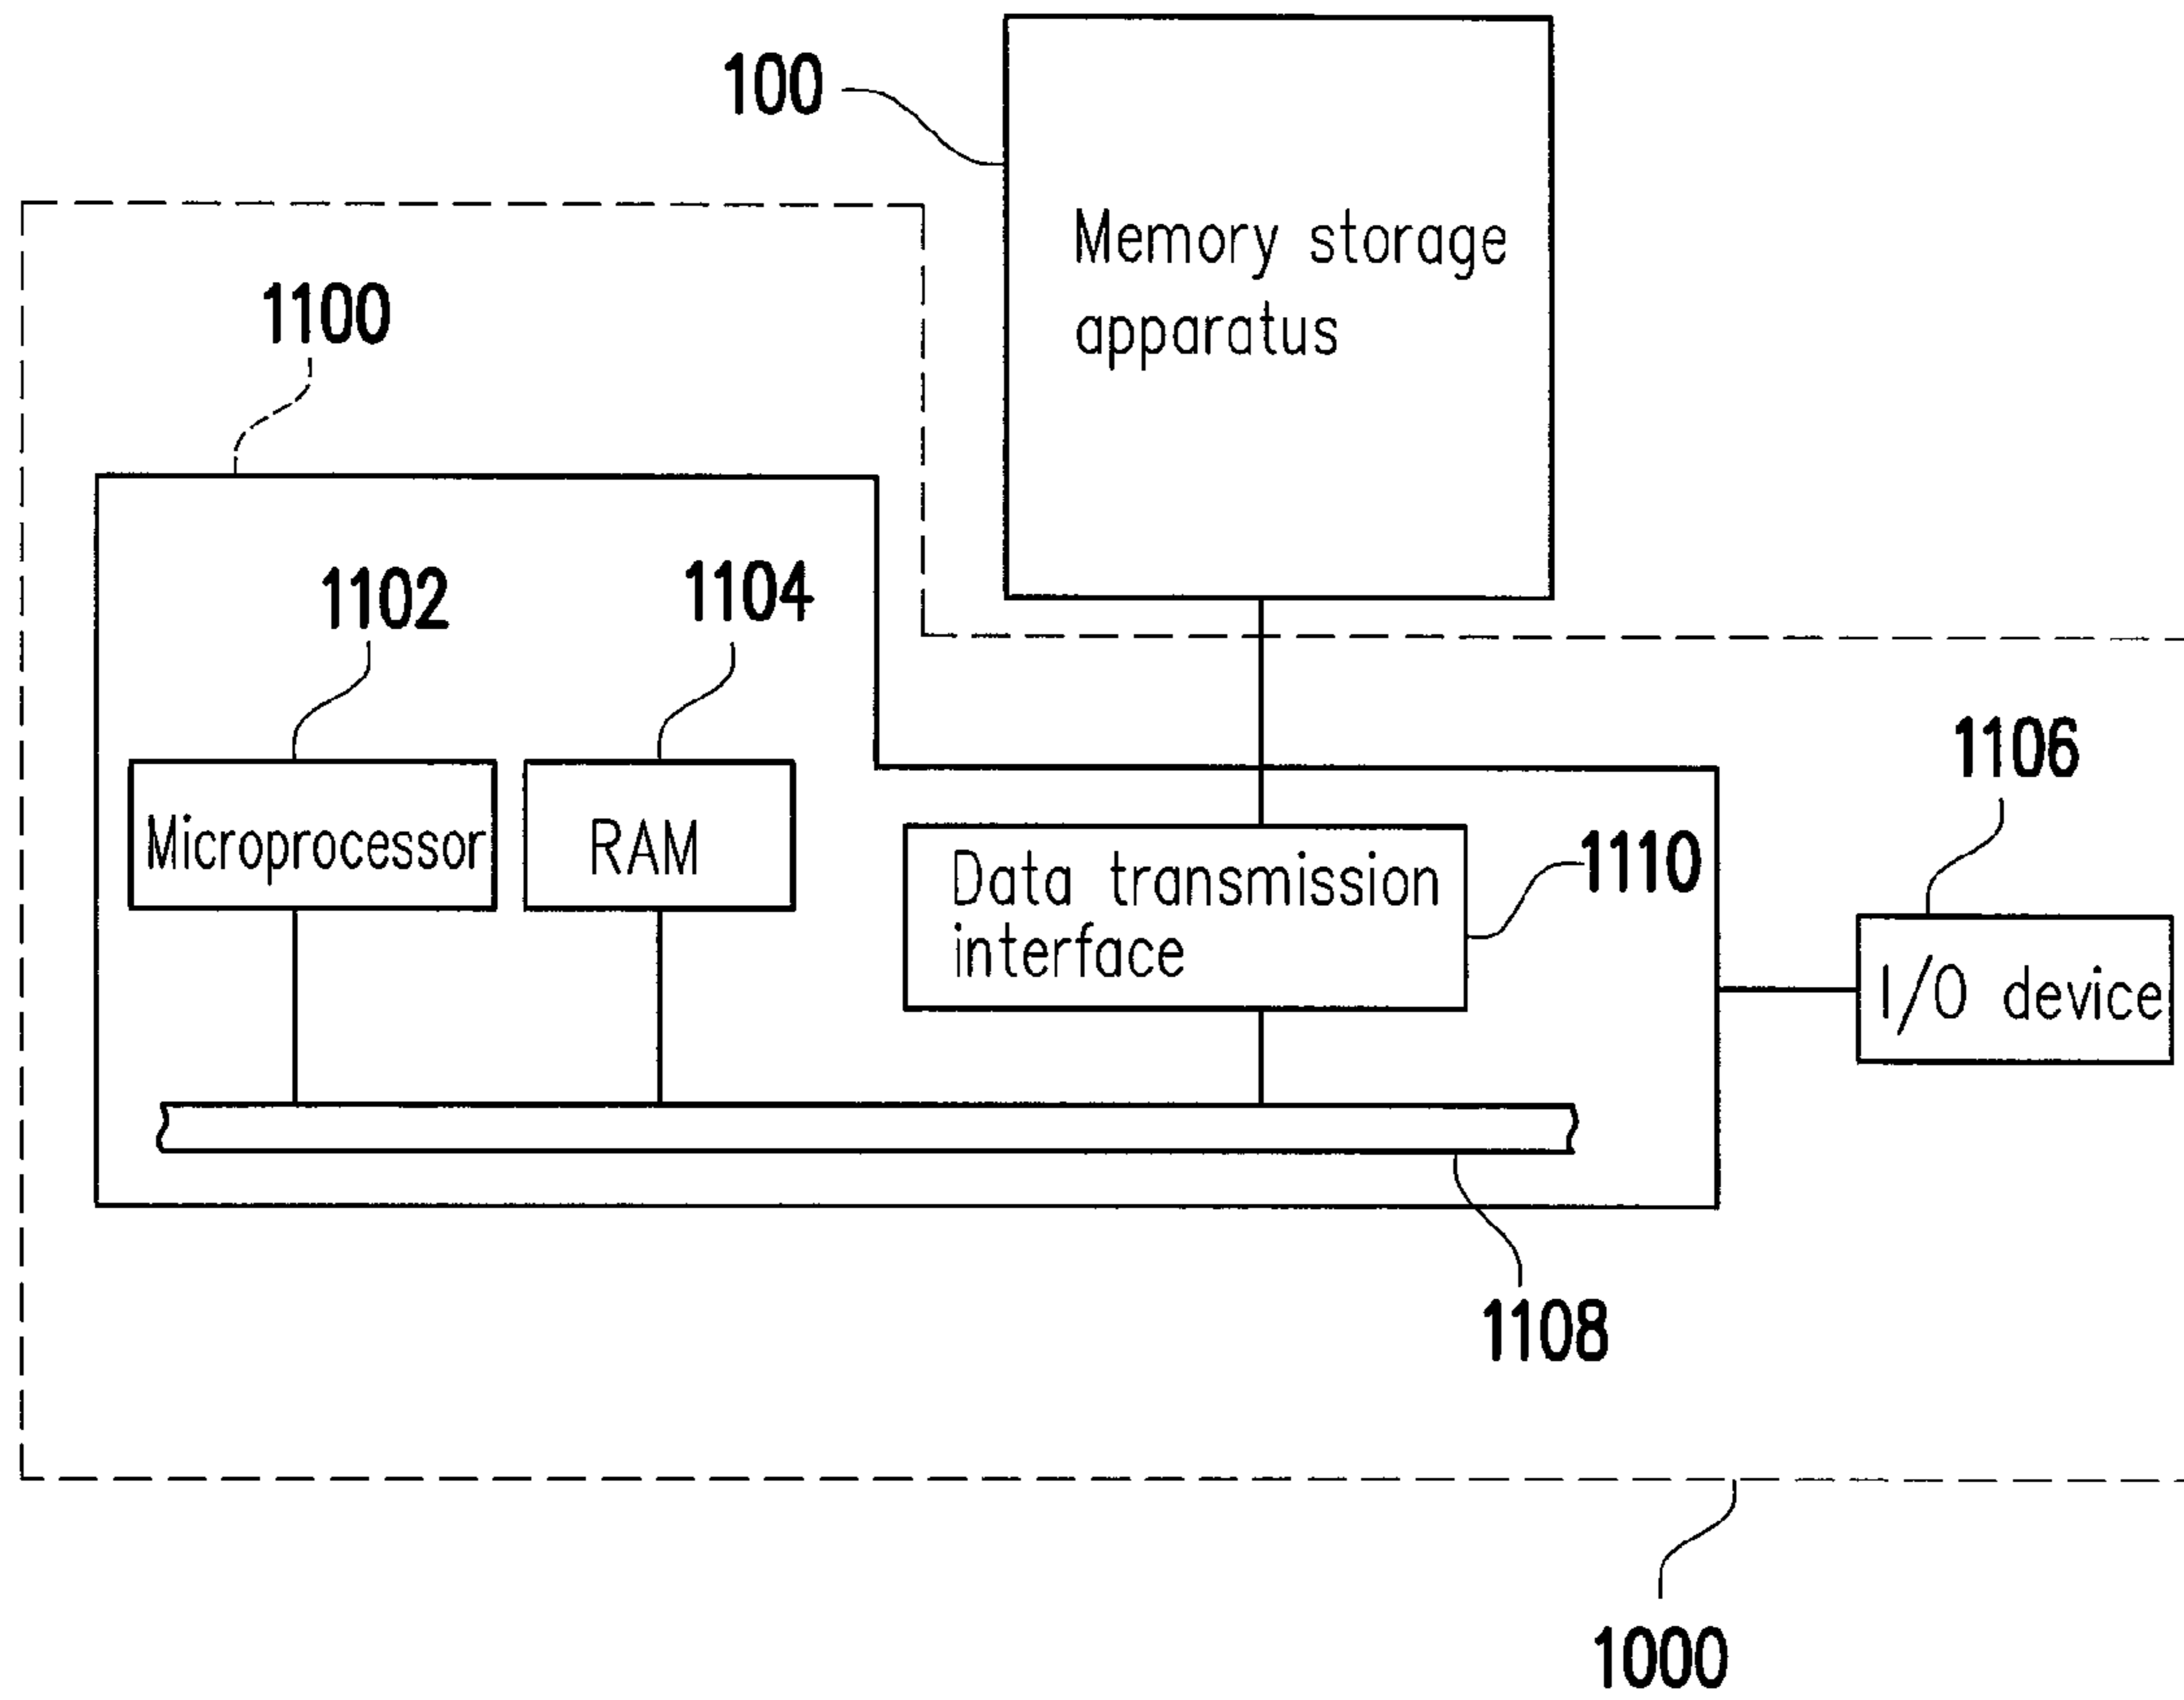 100
Memory storage
apparatus
1100
1102
1104
1106
Microprocessor
RAM
Data transmission
interface
1110
I/O device
1108
1000